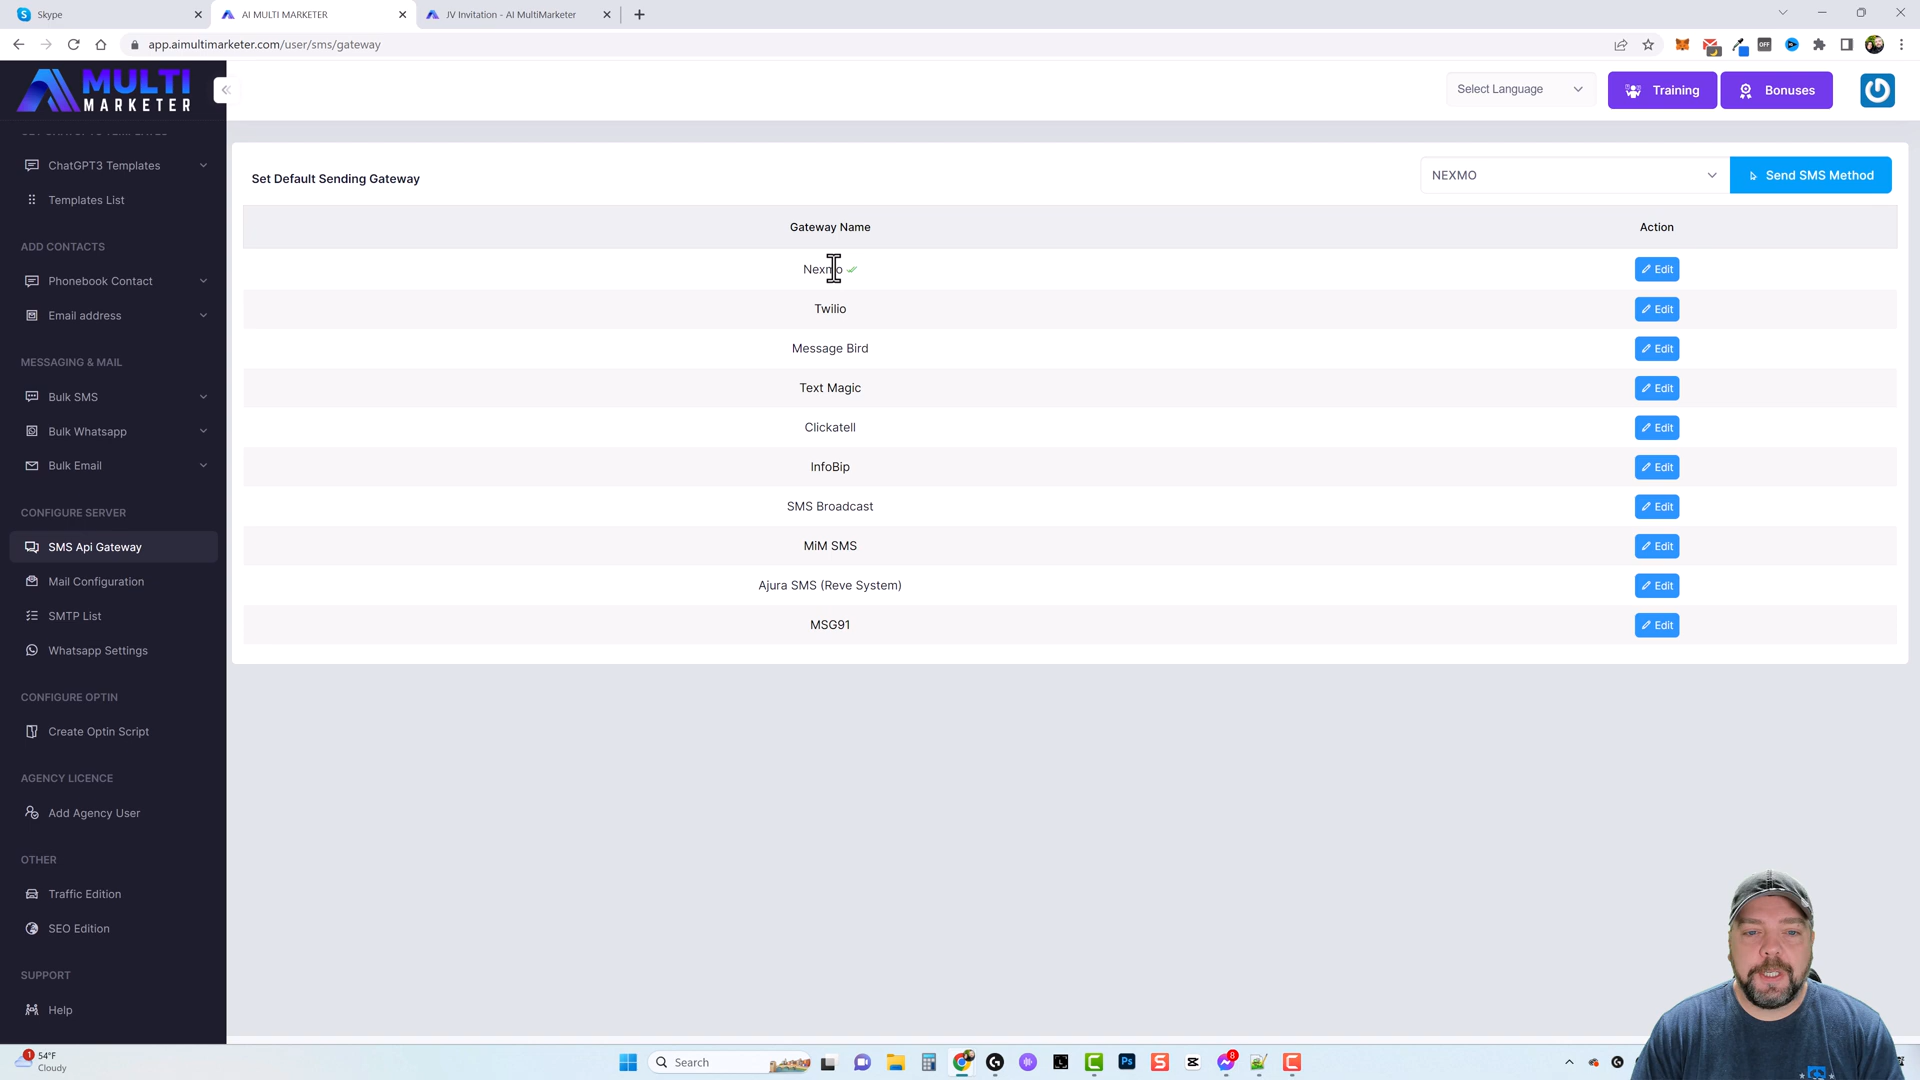 Skype
AI MULTI MARKETER
JV Invitation - AI MultiMarketer
app.aimultimarketer.com/user/sms/gateway
OFF
MULTI
MARKETER
Select Language
Training
Bonuses
ChatGPT3 Templates
Templates List
ADD CONTACTS
Phonebook Contact
Email address
MESSAGING & MAIL
Bulk SMS
Bulk Whatsapp
Bulk Email
CONFIGURE SERVER
SMS Api Gateway
Mail Configuration
SMTP List
Whatsapp Settings
CONFIGURE OPTIN
Create Optin Script
AGENCY LICENCE
Add Agency User
OTHER
Traffic Edition
SEO Edition
SUPPORT
Help
Set Default Sending Gateway
NEXMO
Send SMS Method
Gateway Name Action
Nexmo Edit
Twilio Edit
Message Bird Edit
Text Magic Edit
Clickatell Edit
InfoBip Edit
SMS Broadcast Edit
MiM SMS Edit
Ajura SMS (Reve System) Edit
MSG91 Edit
1
54°F
Cloudy
Search
Ps
8